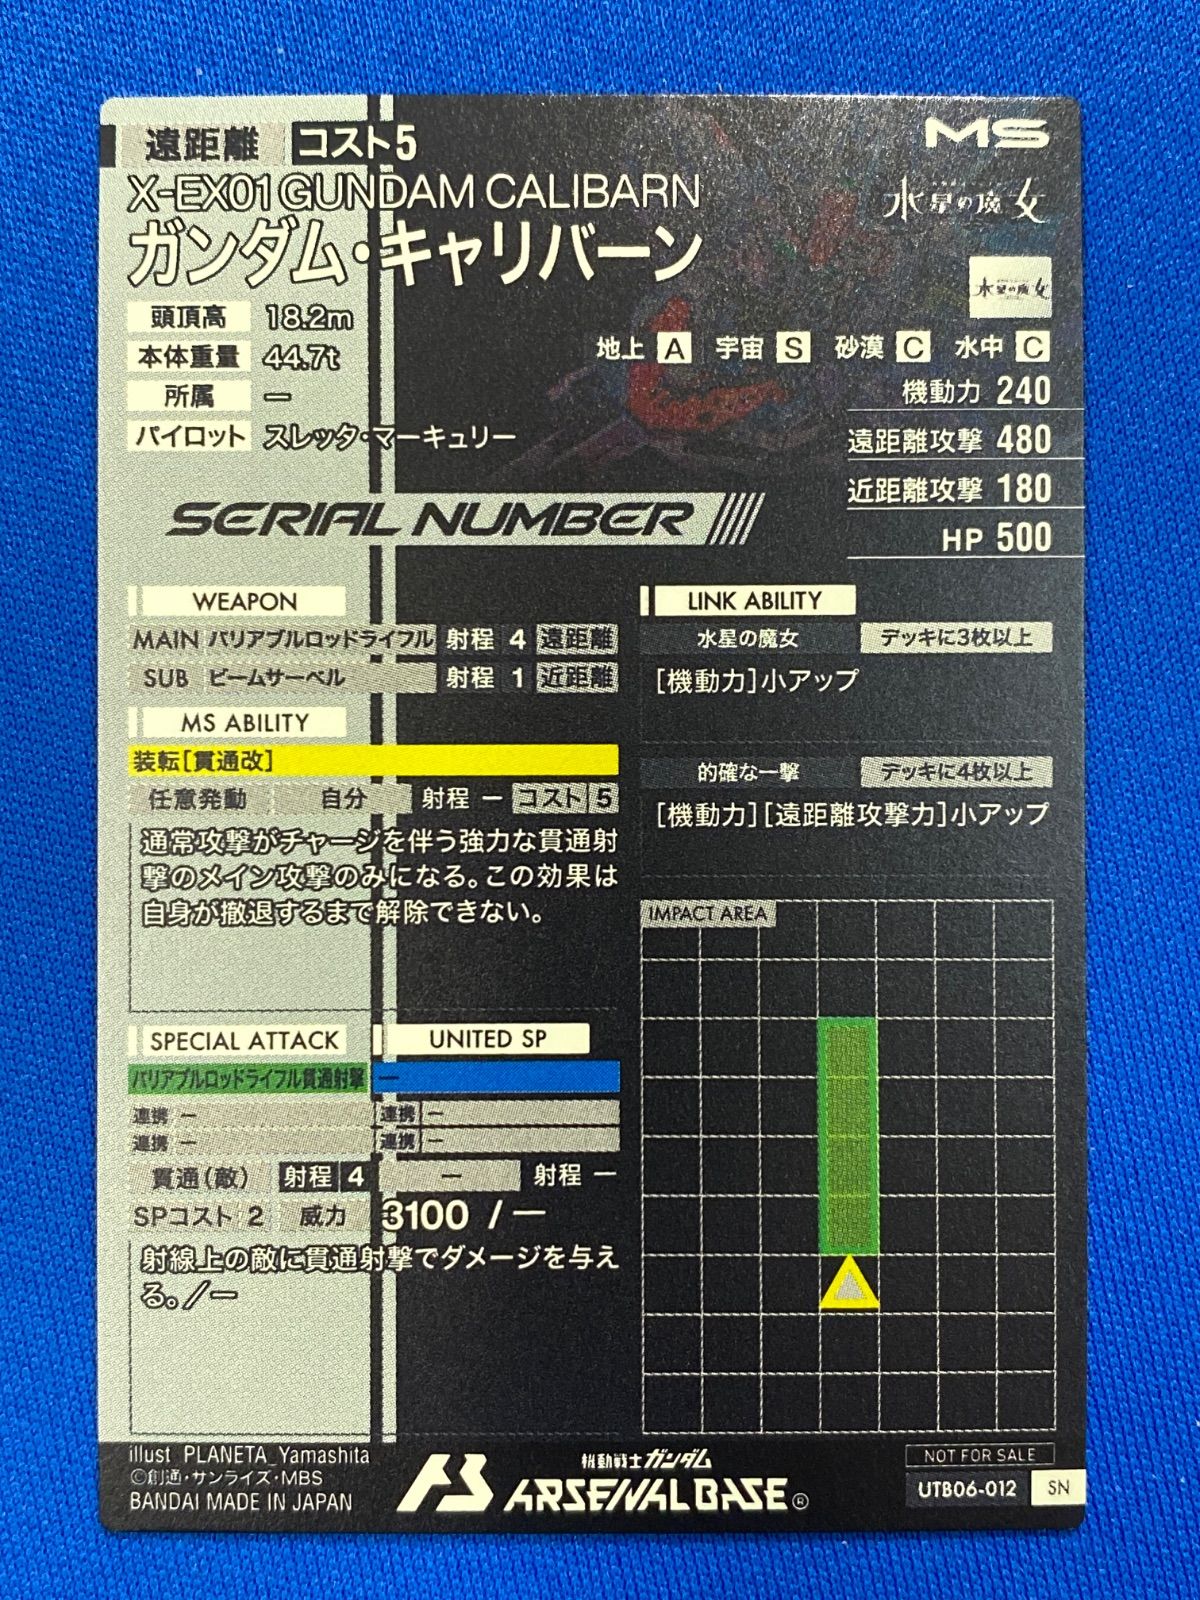 遠距離 コスト5
MS
X-EX01 GUNDAM CALIBARN
ガンダム・キャリバーン
水星の魔女
水星の魔女
頭頂高 18.2m
本体重量 44.7t
所属 ー
パイロット スレッタ・マーキュリー
地上 A 宇宙 S 砂漠 C 水中 C
機動力 240
遠距離攻撃 480
近距離攻撃 180
HP 500
SERIAL NUMBER
WEAPON
MAIN バリアブルロッドライフル 射程 4 遠距離
SUB ビームサーベル 射程 1 近距離
MS ABILITY
装転[貫通改]
任意発動 自分 射程 ー コスト 5
通常攻撃がチャージを伴う強力な貫通射
撃のメイン攻撃のみになる。この効果は
自身が撤退するまで解除できない。
LINK ABILITY
水星の魔女 デッキに3枚以上
[機動力]小アップ
的確な一撃 デッキに4枚以上
[機動力][遠距離攻撃力]小アップ
IMPACT AREA
SPECIAL ATTACK UNITED SP
バリアブルロッドライフル貫通射撃 ー
連携 ー 連携 ー
連携 ー 連携 ー
貫通(敵) 射程 4 ー 射程 ー
SPコスト 2 威力 3100 / ー
射線上の敵に貫通射撃でダメージを与え
る。/ー
illust PLANETA_Yamashita
©創通・サンライズ・MBS
BANDAI MADE IN JAPAN
機動戦士ガンダム
ARSENAL BASE®
NOT FOR SALE
UTB06-012 SN